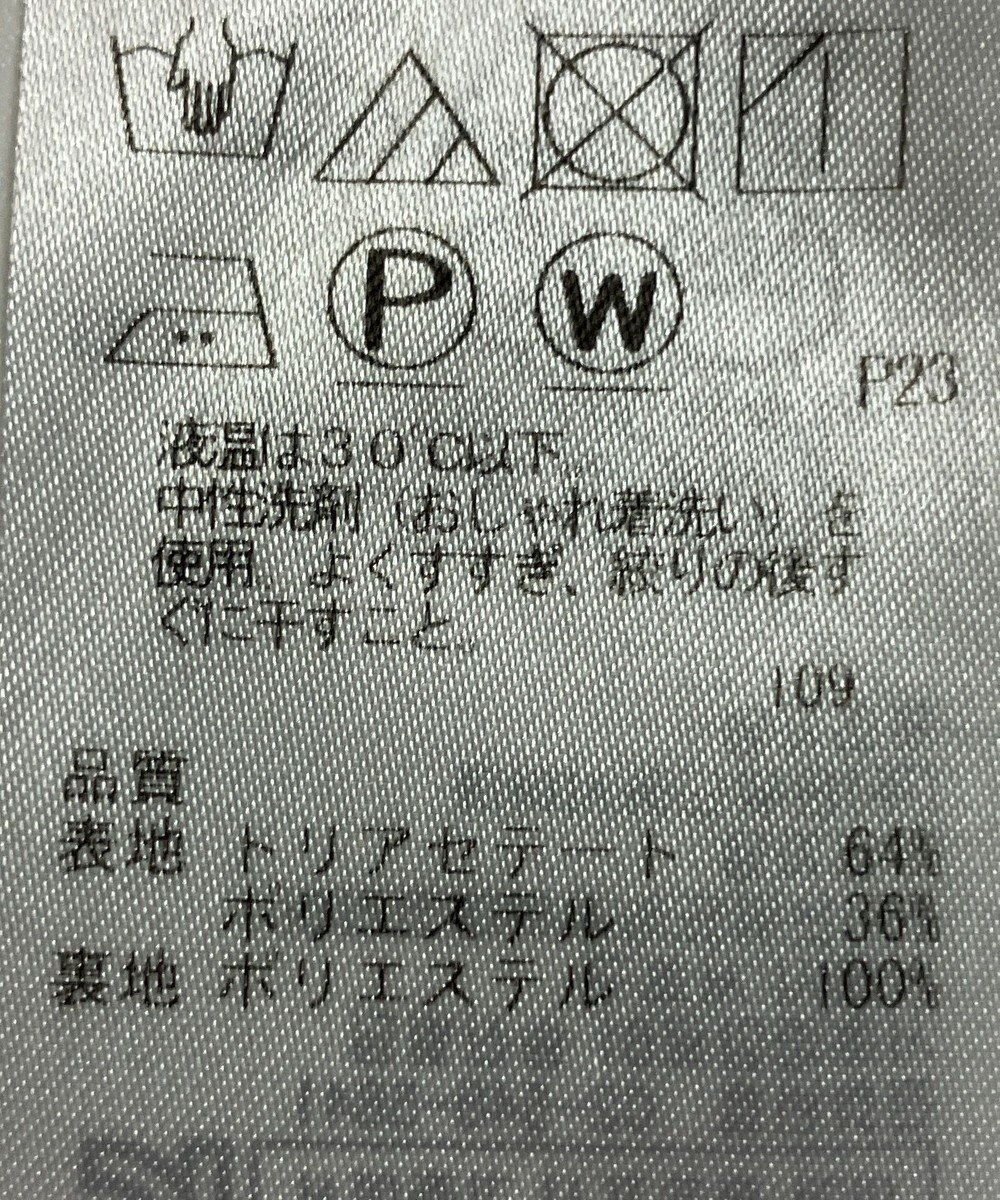 P W
P23
液温は30℃以下。
中性洗剤（おしゃれ着洗い）を
使用、よくすすぎ、絞りの後す
ぐに干すこと。
109
品質
表地 トリアセテート 64%
ポリエステル 36%
裏地 ポリエステル 100%